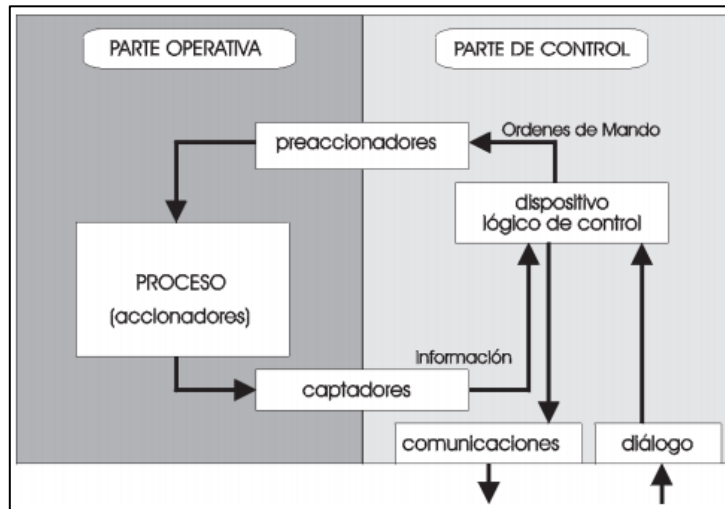 PARTE OPERATIVA
PARTE DE CONTROL
preaccionadores
Ordenes de Mando
dispositivo
lógico de control
PROCESO
(accionadores)
información
captadores
comunicaciones
diálogo